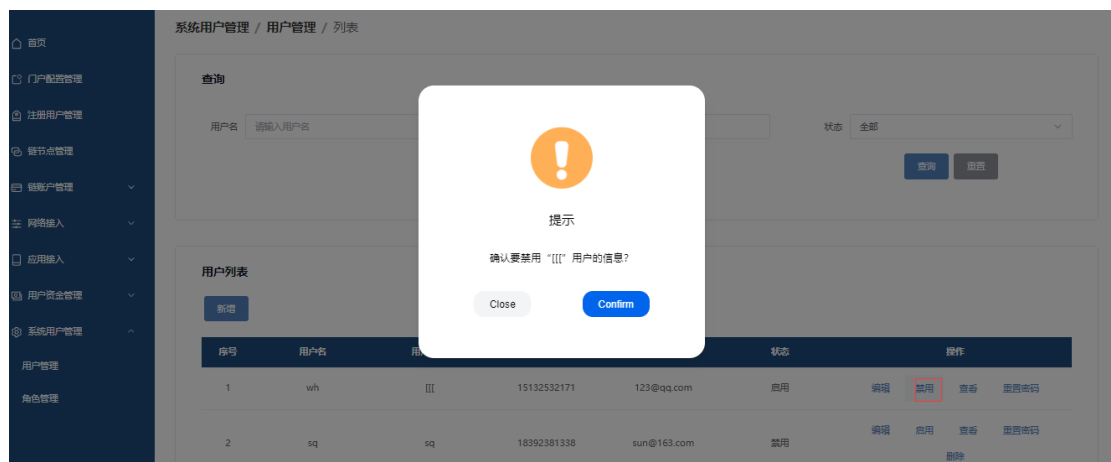 系统用户管理 / 用户管理 / 列表
首页
门户配置管理
注册用户管理
链节点管理
链账户管理
网络接入
应用接入
用户资金管理
系统用户管理
用户管理
角色管理
查询
用户名 请输入用户名 状态 全部
查询 重置
提示
确认要禁用 “[[[” 用户的信息?
Close Confirm
用户列表
新增
序号 用户名 用 状态 操作
1 wh [[[ 15132532171 123@qq.com 启用 编辑 禁用 查看 重置密码
2 sq sq 18392381338 sun@163.com 禁用 编辑 启用 查看 重置密码
删除